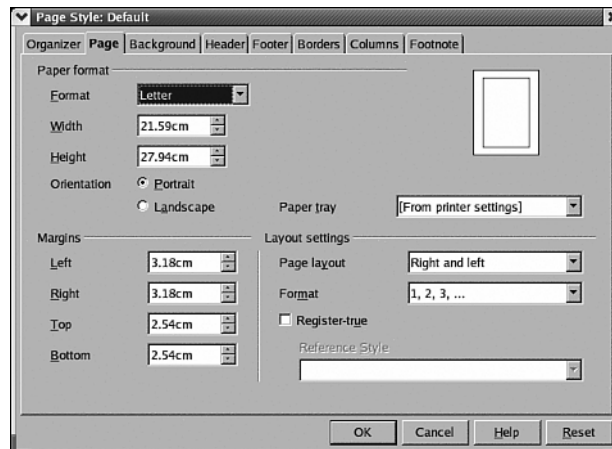 Page Style: Default
Organizer Page Background Header Footer Borders Columns Footnote
Paper format
Format Letter
Width 21.59cm
Height 27.94cm
Orientation Portrait
Landscape
Paper tray [From printer settings]
Margins
Left 3.18cm
Right 3.18cm
Top 2.54cm
Bottom 2.54cm
Layout settings
Page layout Right and left
Format 1, 2, 3, ...
Register-true
Reference Style
OK Cancel Help Reset